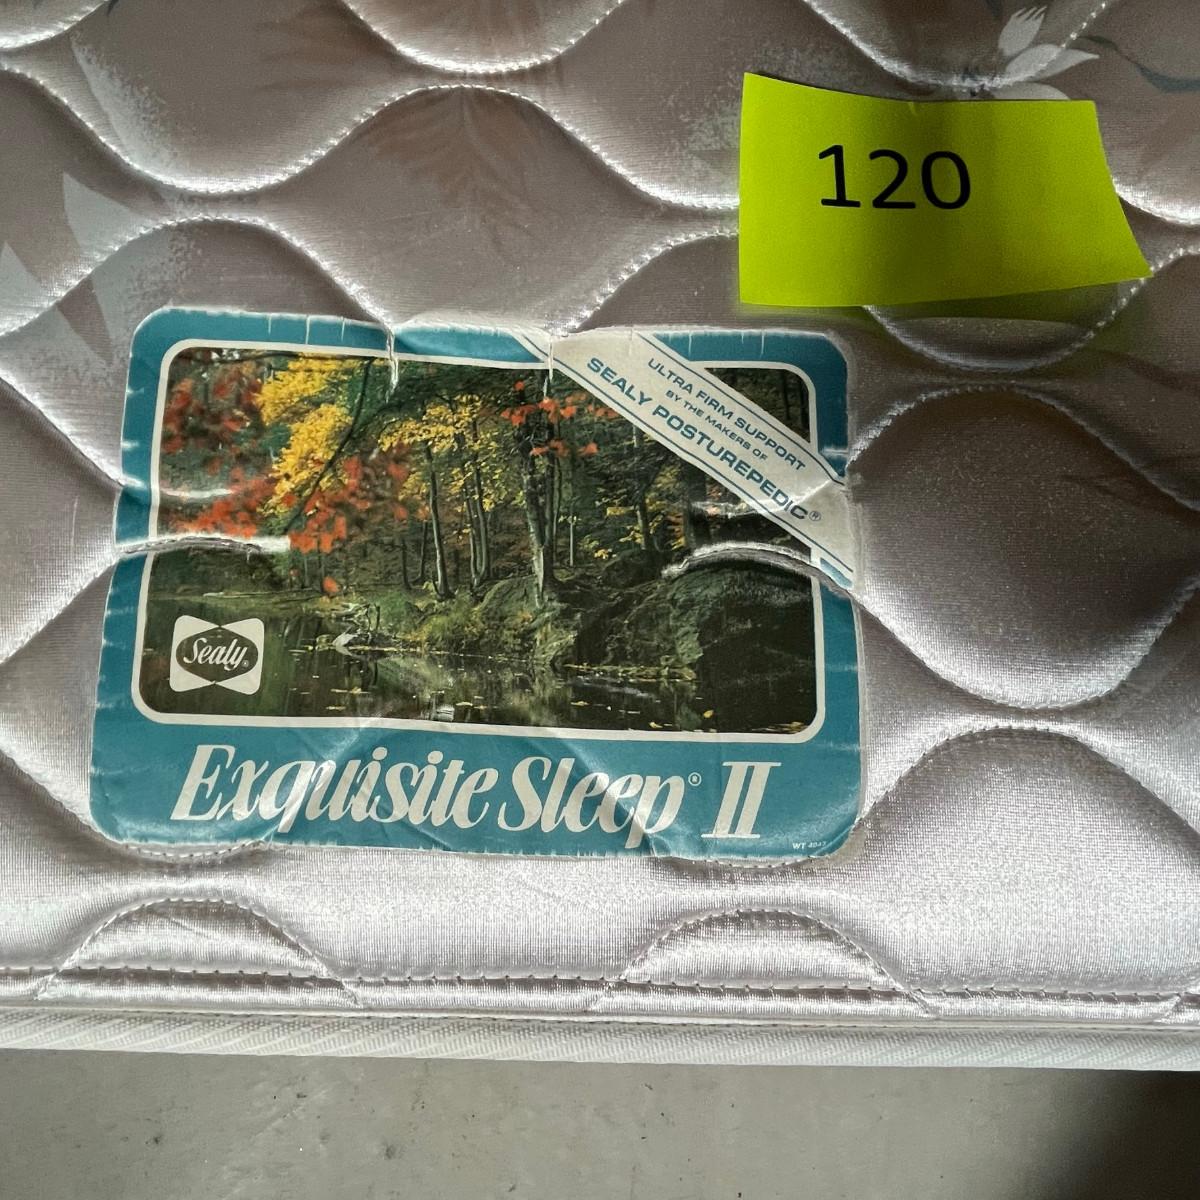 120
ULTRA FIRM SUPPORT
BY THE MAKERS OF
SEALY POSTUREPEDIC®
Sealy®
Exquisite Sleep® II